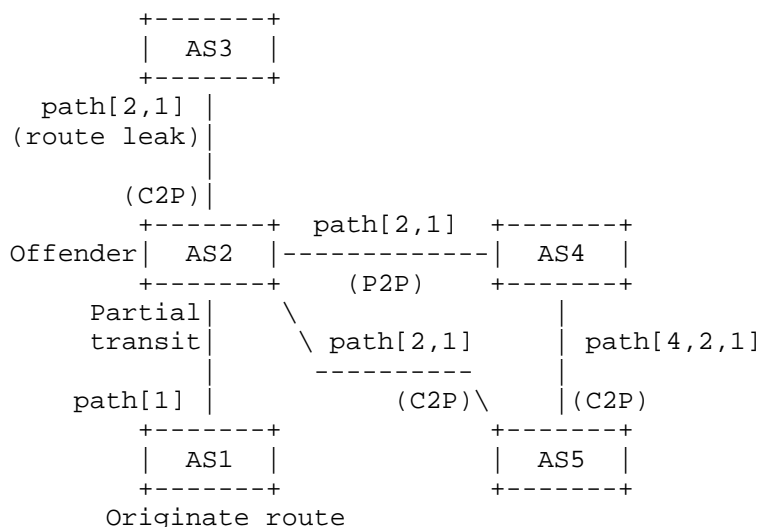 +-------+
| AS3 |
+-------+
path[2,1] |
(route leak)|
|
(C2P)|
+-------+ path[2,1] +-------+
Offender| AS2 |-------------| AS4 |
+-------+ (P2P) +-------+
Partial| \ |
transit| \ path[2,1] | path[4,2,1]
| ---------- |
path[1] | (C2P)\ |(C2P)
+-------+ +-------+
| AS1 | | AS5 |
+-------+ +-------+
Originate route